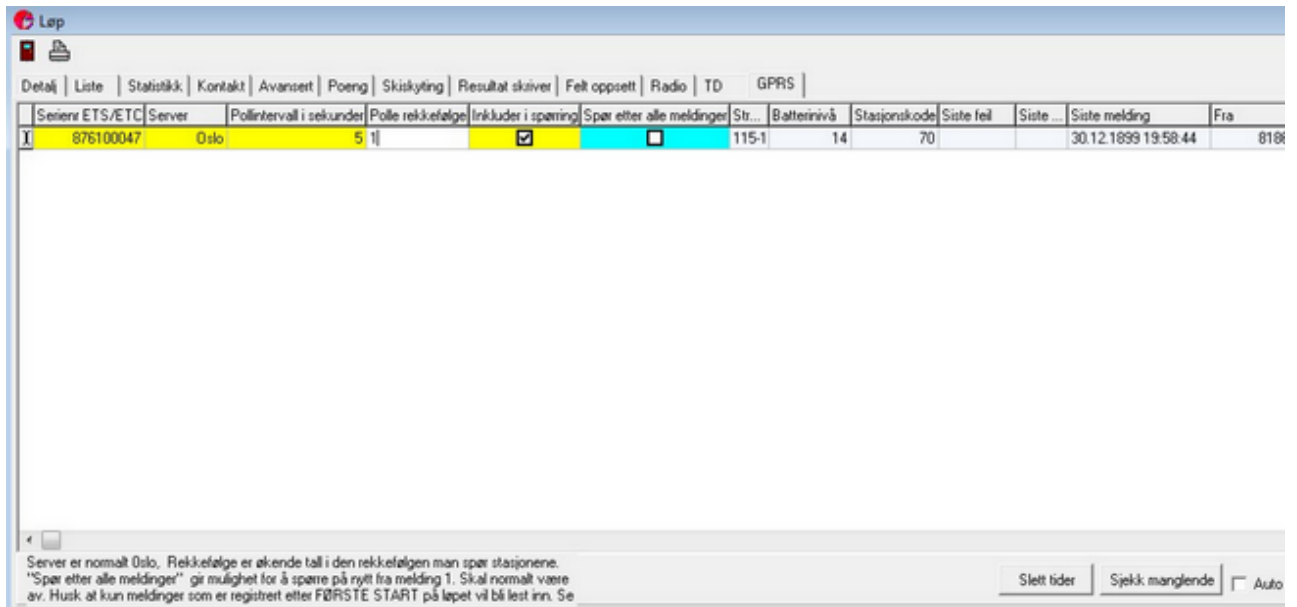 Løp
Detalj Liste Statistikk Kontakt Avansert Poeng Skiskyting Resultat skriver Felt oppsett Radio TD GPRS
Serienr ETS/ETC Server Pollintervall i sekunder Polle rekkefølge Inkluder i spørring Spør etter alle meldinger Str... Batterinivå Stasjonskode Siste feil Siste ... Siste melding Fra
876100047 Oslo 5 1 115-1 14 70 30.12.1899 19:58:44 818
Server er normalt Oslo, Rekkefølge er økende tall i den rekkefølgen man spør stasjonene.
"Spør etter alle meldinger" gir mulighet for å spørre på nytt fra melding 1. Skal normalt være
av. Husk at kun meldinger som er registrert etter FØRSTE START på løpet vil bli lest inn. Se
Slett tider Sjekk manglende Auto